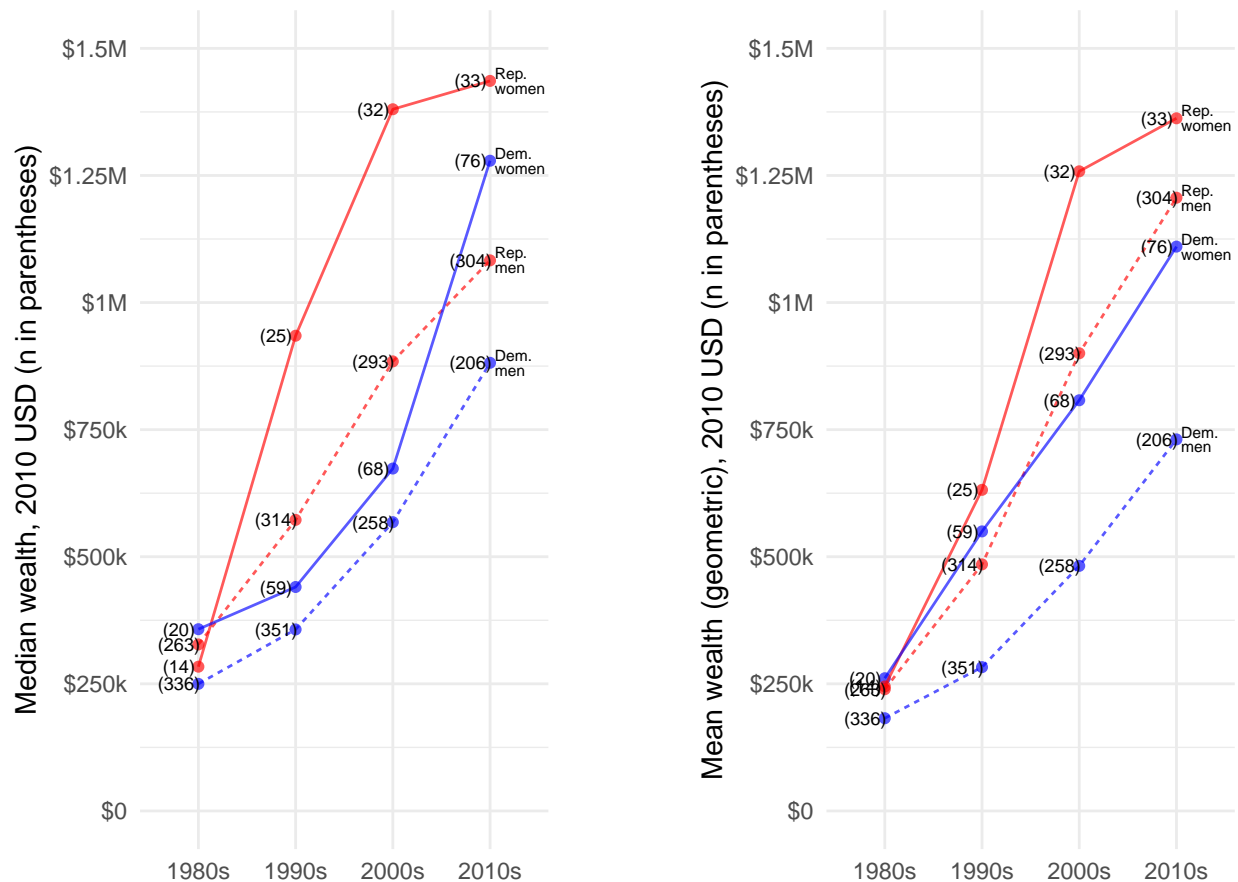 Median wealth, 2010 USD (n in parentheses)
$1.5M
$1.25M
$1M
$750k
$500k
$250k
$0
(33)
Rep.
women
(32)
(76)
Dem.
women
(304)
Rep.
men
(25)
(293)
(206)
Dem.
men
(68)
(314)
(258)
(59)
(20)
(351)
(263)
(14)
(336)
1980s 1990s 2000s 2010s
Mean wealth (geometric), 2010 USD (n in parentheses)
$1.5M
$1.25M
$1M
$750k
$500k
$250k
$0
(33)
Rep.
women
(32)
(304)
Rep.
men
(76)
Dem.
women
(293)
(68)
(206)
Dem.
men
(25)
(59)
(314)
(258)
(351)
(20)
(263)
(336)
1980s 1990s 2000s 2010s